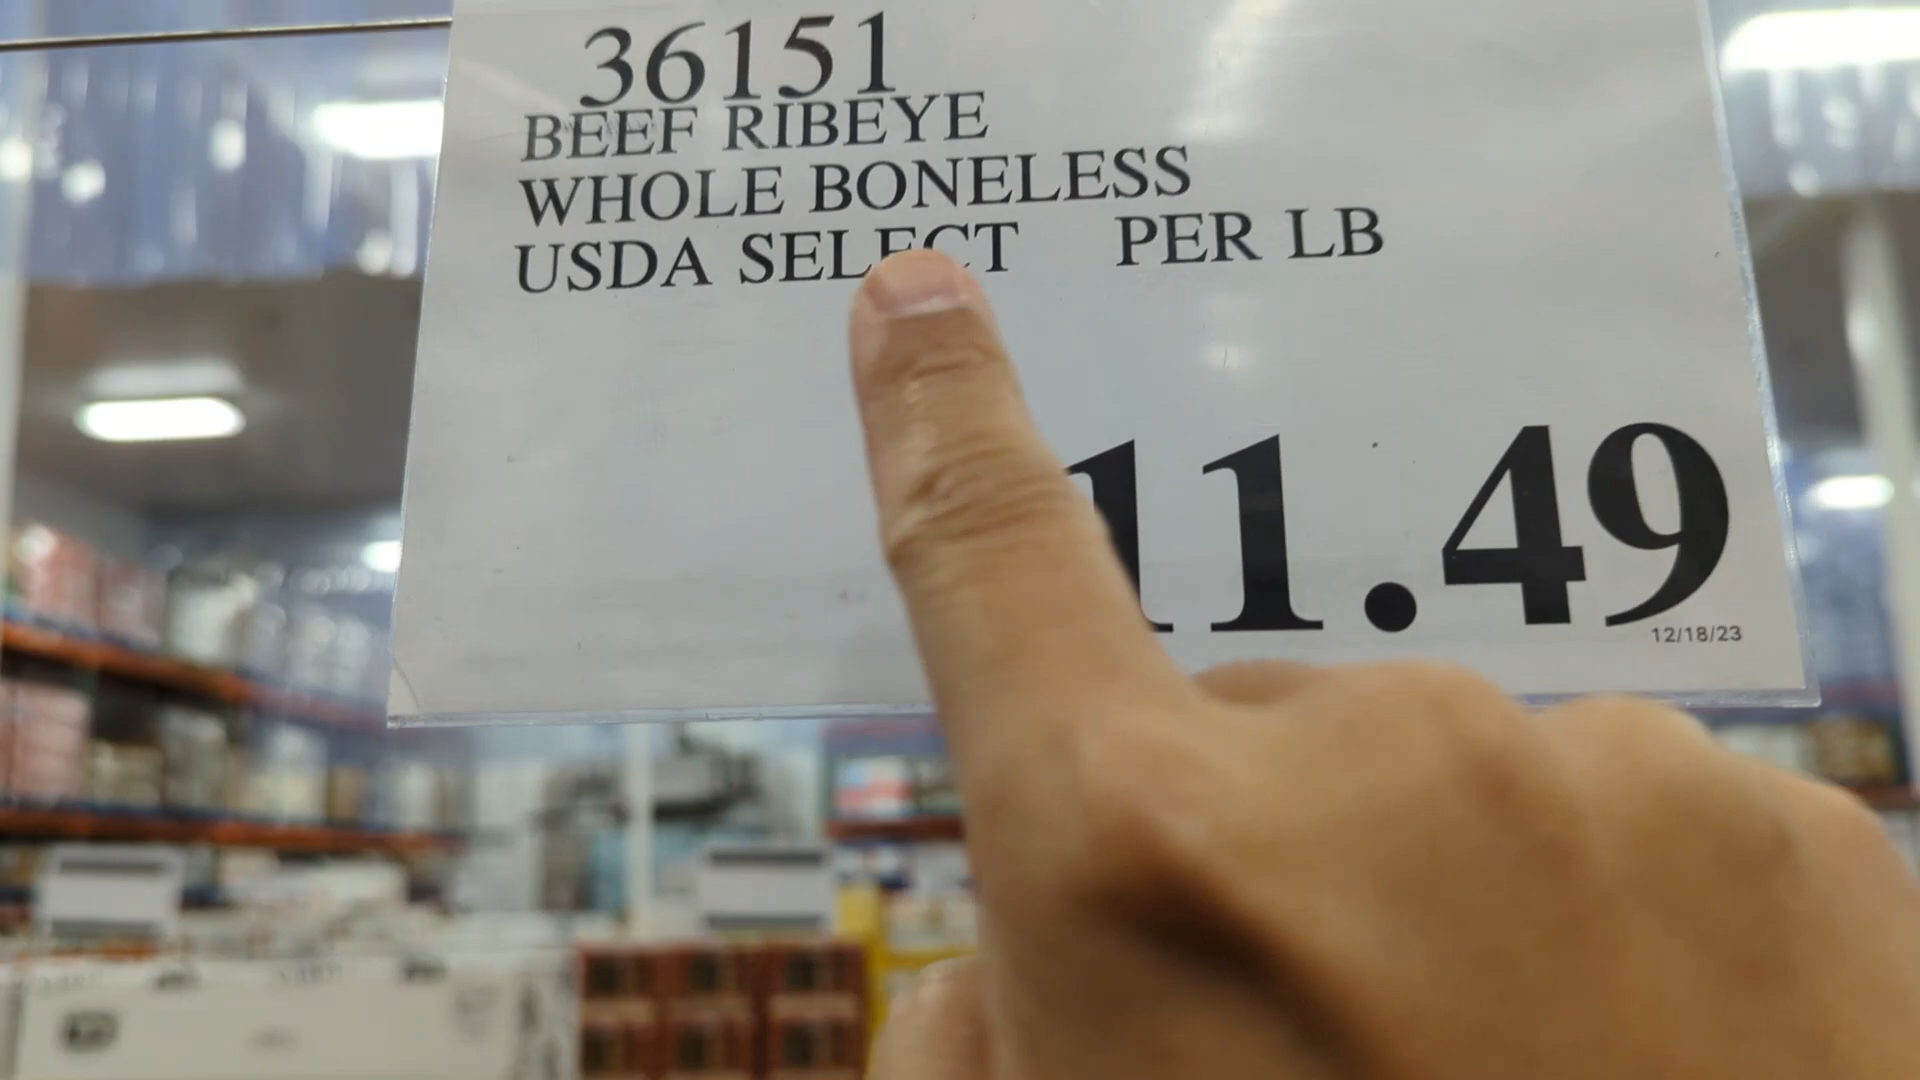 36151
BEEF RIBEYE
WHOLE BONELESS
USDA SELECT PER LB
11.49
12/18/23